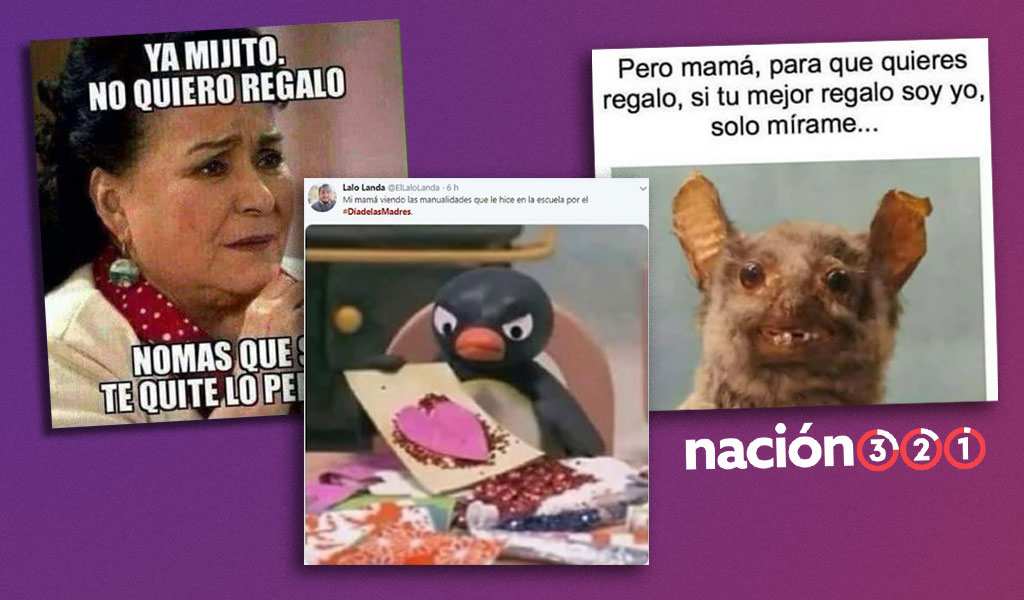 YA MIJITO.
NO QUIERO REGALO
NOMAS QUE
TE QUITE LO
Lalo Landa @ElLaloLanda · 6 h
Mi mamá viendo las manualidades que le hice en la escuela por el
#DíadelasMadres.
Pero mamá, para que quieres
regalo, si tu mejor regalo soy yo,
solo mírame...
nación321